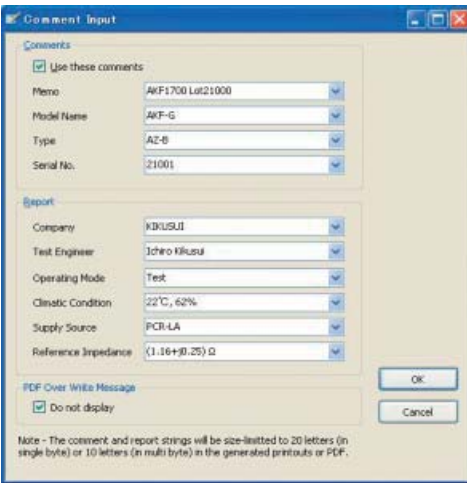 Comment Input
Comments
Use these comments
Memo AKF1700 Lot21000
Model Name AKF-G
Type AZ-B
Serial No. 21001
Report
Company KIKUSUI
Test Engineer Ichiro Kikusui
Operating Mode Test
Climatic Condition 22℃, 62%
Supply Source PCR-LA
Reference Impedance (1.16+j0.25) Ω
PDF Over Write Message
Do not display
OK
Cancel
Note - The comment and report strings will be size-limitted to 20 letters (in
single byte) or 10 letters (in multi byte) in the generated printouts or PDF.